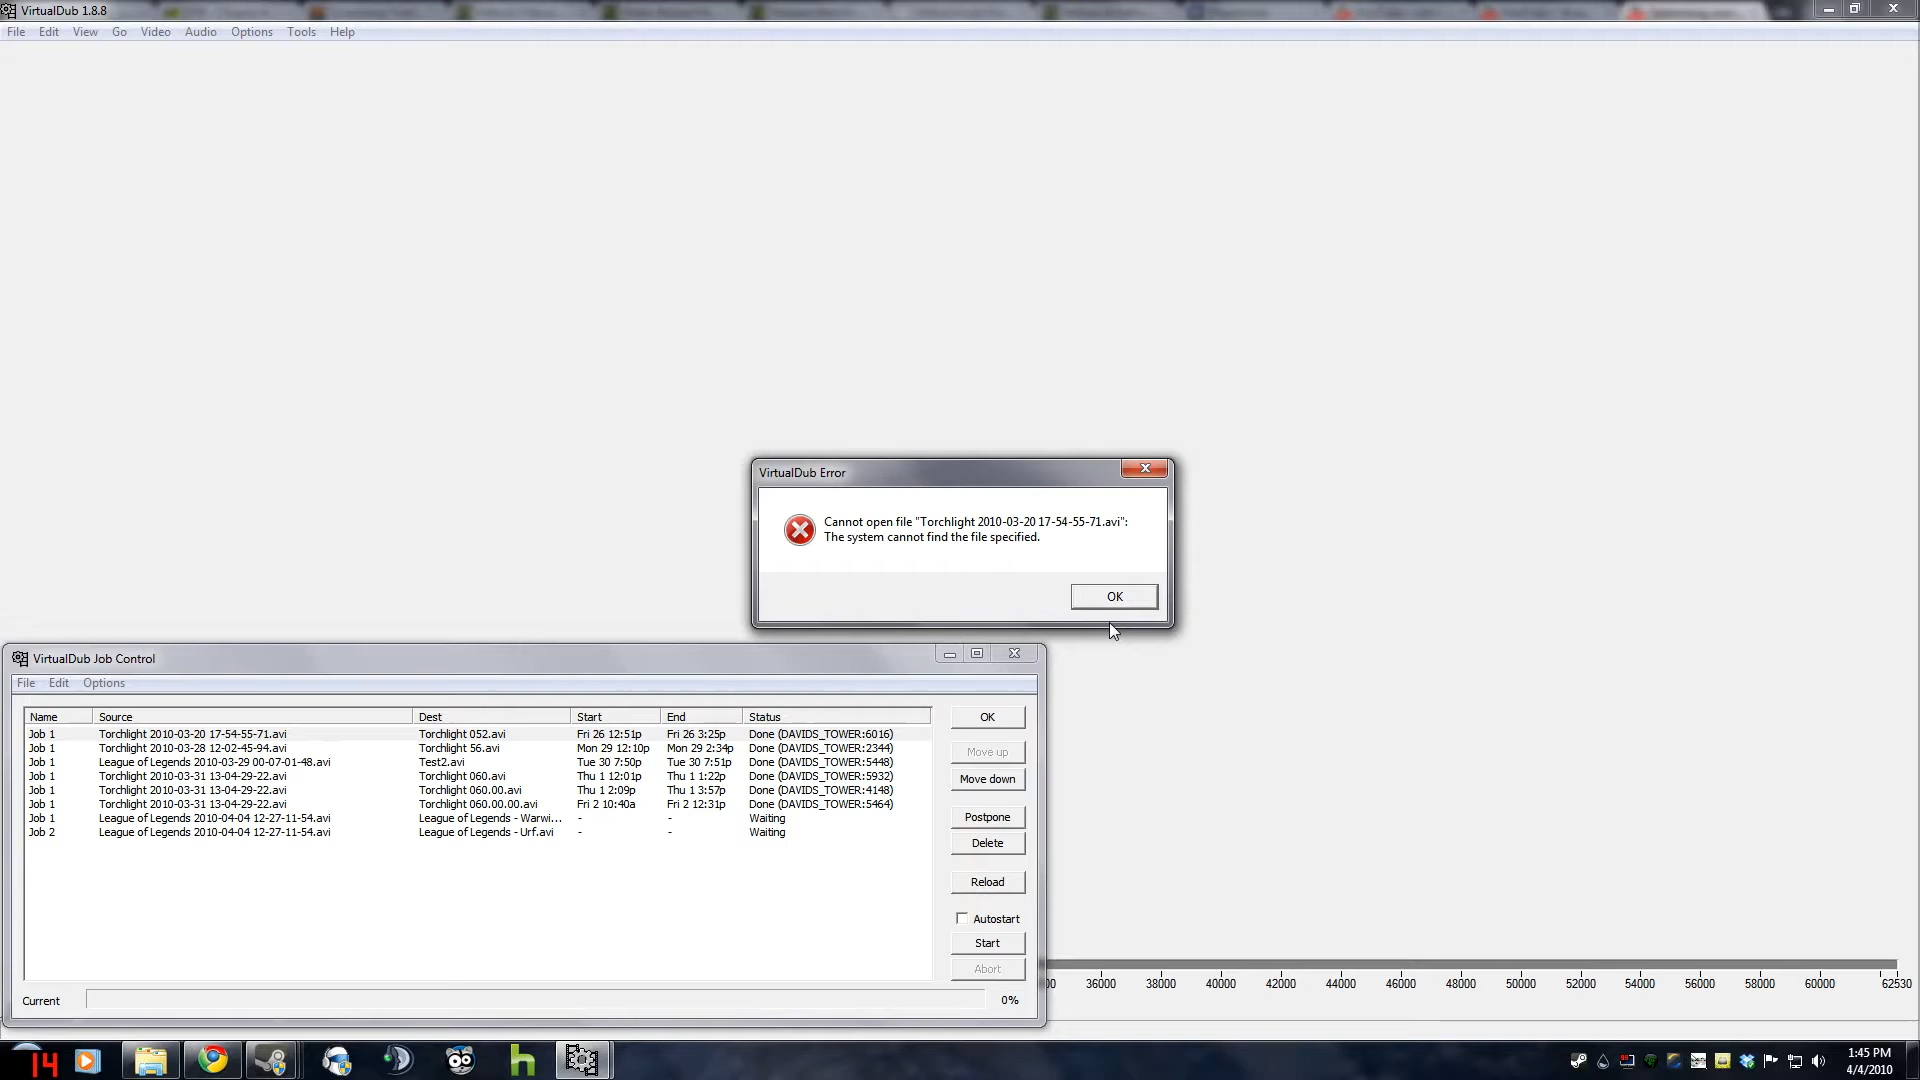 VirtualDub 1.8.8
File Edit View Go Video Audio Options Tools Help
VirtualDub Error
Cannot open file "Torchlight 2010-03-20 17-54-55-71.avi":
The system cannot find the file specified.
OK
VirtualDub Job Control
File Edit Options
Name Source Dest Start End Status
Job 1 Torchlight 2010-03-20 17-54-55-71.avi Torchlight 052.avi Fri 26 12:51p Fri 26 3:25p Done (DAVIDS_TOWER:6016)
Job 1 Torchlight 2010-03-28 12-02-45-94.avi Torchlight 56.avi Mon 29 12:10p Mon 29 2:34p Done (DAVIDS_TOWER:2344)
Job 1 League of Legends 2010-03-29 00-07-01-48.avi Test2.avi Tue 30 7:50p Tue 30 7:51p Done (DAVIDS_TOWER:5448)
Job 1 Torchlight 2010-03-31 13-04-29-22.avi Torchlight 060.avi Thu 1 12:01p Thu 1 1:22p Done (DAVIDS_TOWER:5932)
Job 1 Torchlight 2010-03-31 13-04-29-22.avi Torchlight 060.00.avi Thu 1 2:09p Thu 1 3:57p Done (DAVIDS_TOWER:4148)
Job 1 Torchlight 2010-03-31 13-04-29-22.avi Torchlight 060.00.00.avi Fri 2 10:40a Fri 2 12:31p Done (DAVIDS_TOWER:5464)
Job 1 League of Legends 2010-04-04 12-27-11-54.avi League of Legends - Warwi... - - Waiting
Job 2 League of Legends 2010-04-04 12-27-11-54.avi League of Legends - Urf.avi - - Waiting
OK
Move up
Move down
Postpone
Delete
Reload
Autostart
Start
Abort
Current 0%
36000 38000 40000 42000 44000 46000 48000 50000 52000 54000 56000 58000 60000 62530
14
h
1:45 PM
4/4/2010